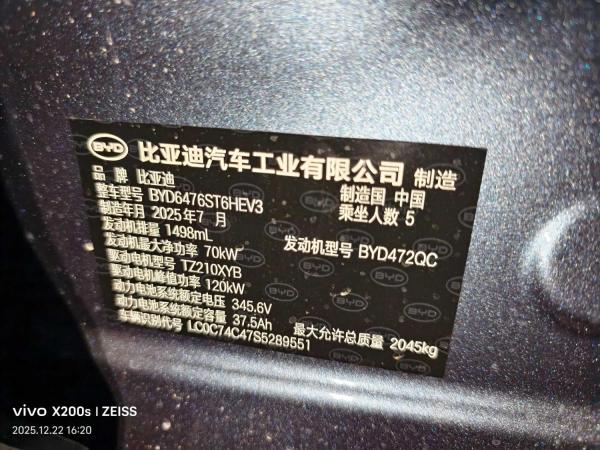 BYD 比亚迪汽车工业有限公司 制造
品 牌 比亚迪 制造国 中国
整车型号 BYD6476ST6HEV3 乘坐人数 5
制造年月 2025年7 月
发动机排量 1498mL 发动机型号 BYD472QC
发动机最大净功率 70kW
驱动电机型号 TZ210XYB
驱动电机峰值功率 120kW
动力电池系统额定电压 345.6V
动力电池系统额定容量 37.5Ah 最大允许总质量 2045kg
车辆识别代号 LC0C74C47S5289551
vivo X200s | ZEISS
2025.12.22 16:20